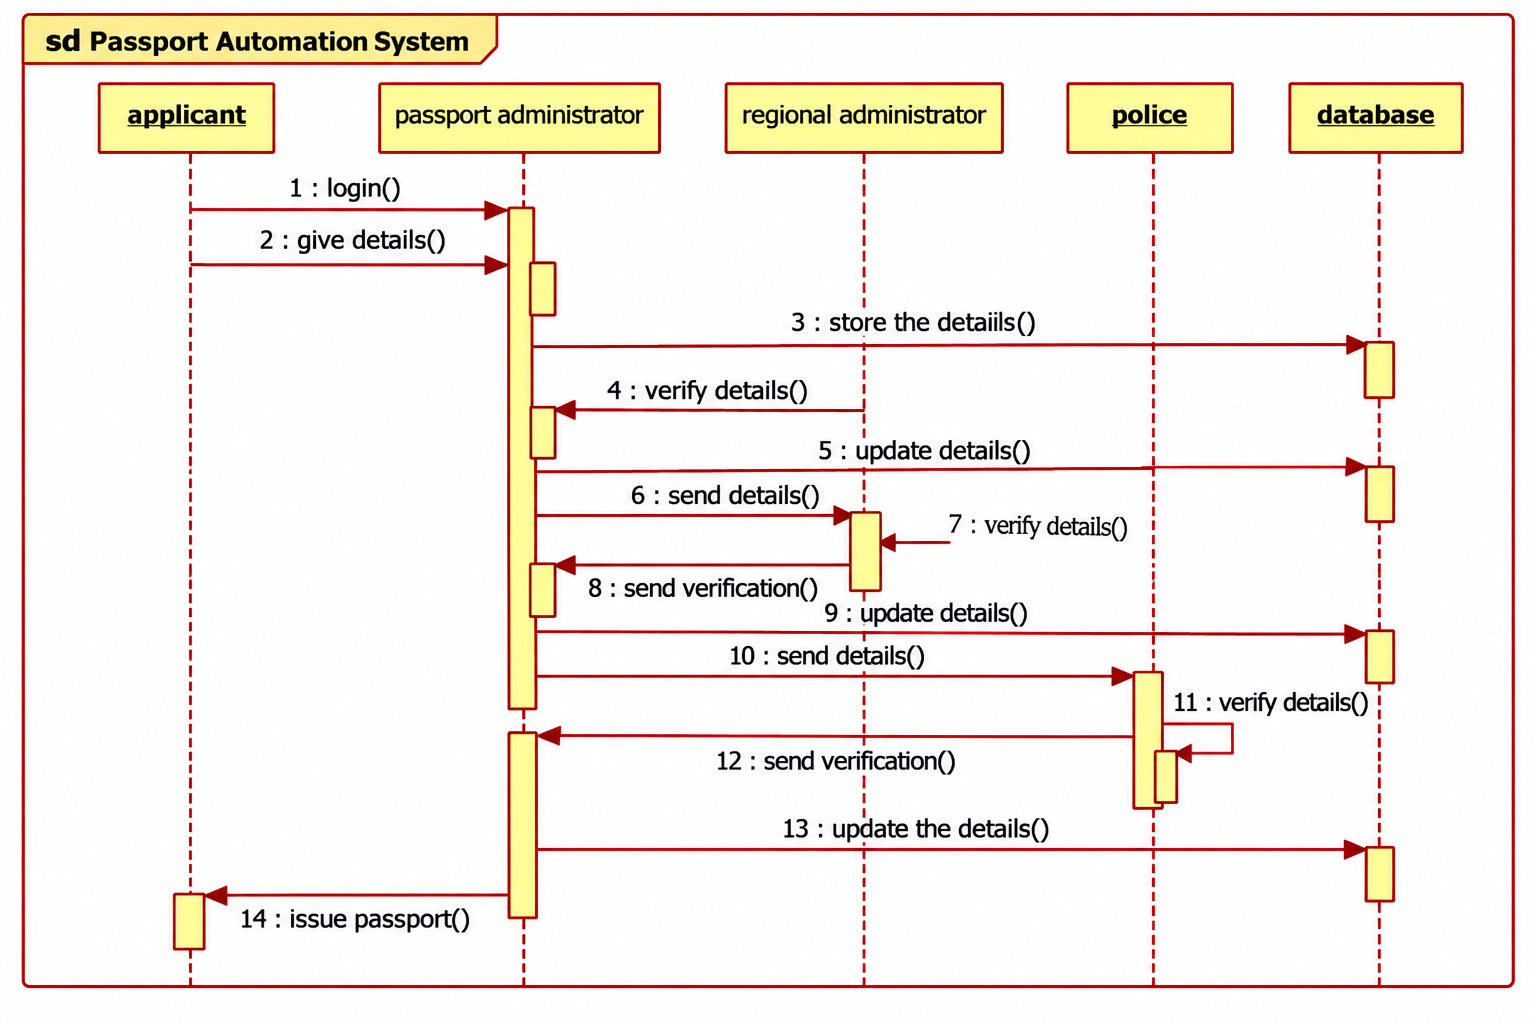 sd Passport Automation System
applicant
passport administrator
regional administrator
police
database
1 : login()
2 : give details()
3 : store the detaiils()
4 : verify details()
5 : update details()
6 : send details()
7 : verify details()
8 : send verification()
9 : update details()
10 : send details()
11 : verify details()
12 : send verification()
13 : update the details()
14 : issue passport()